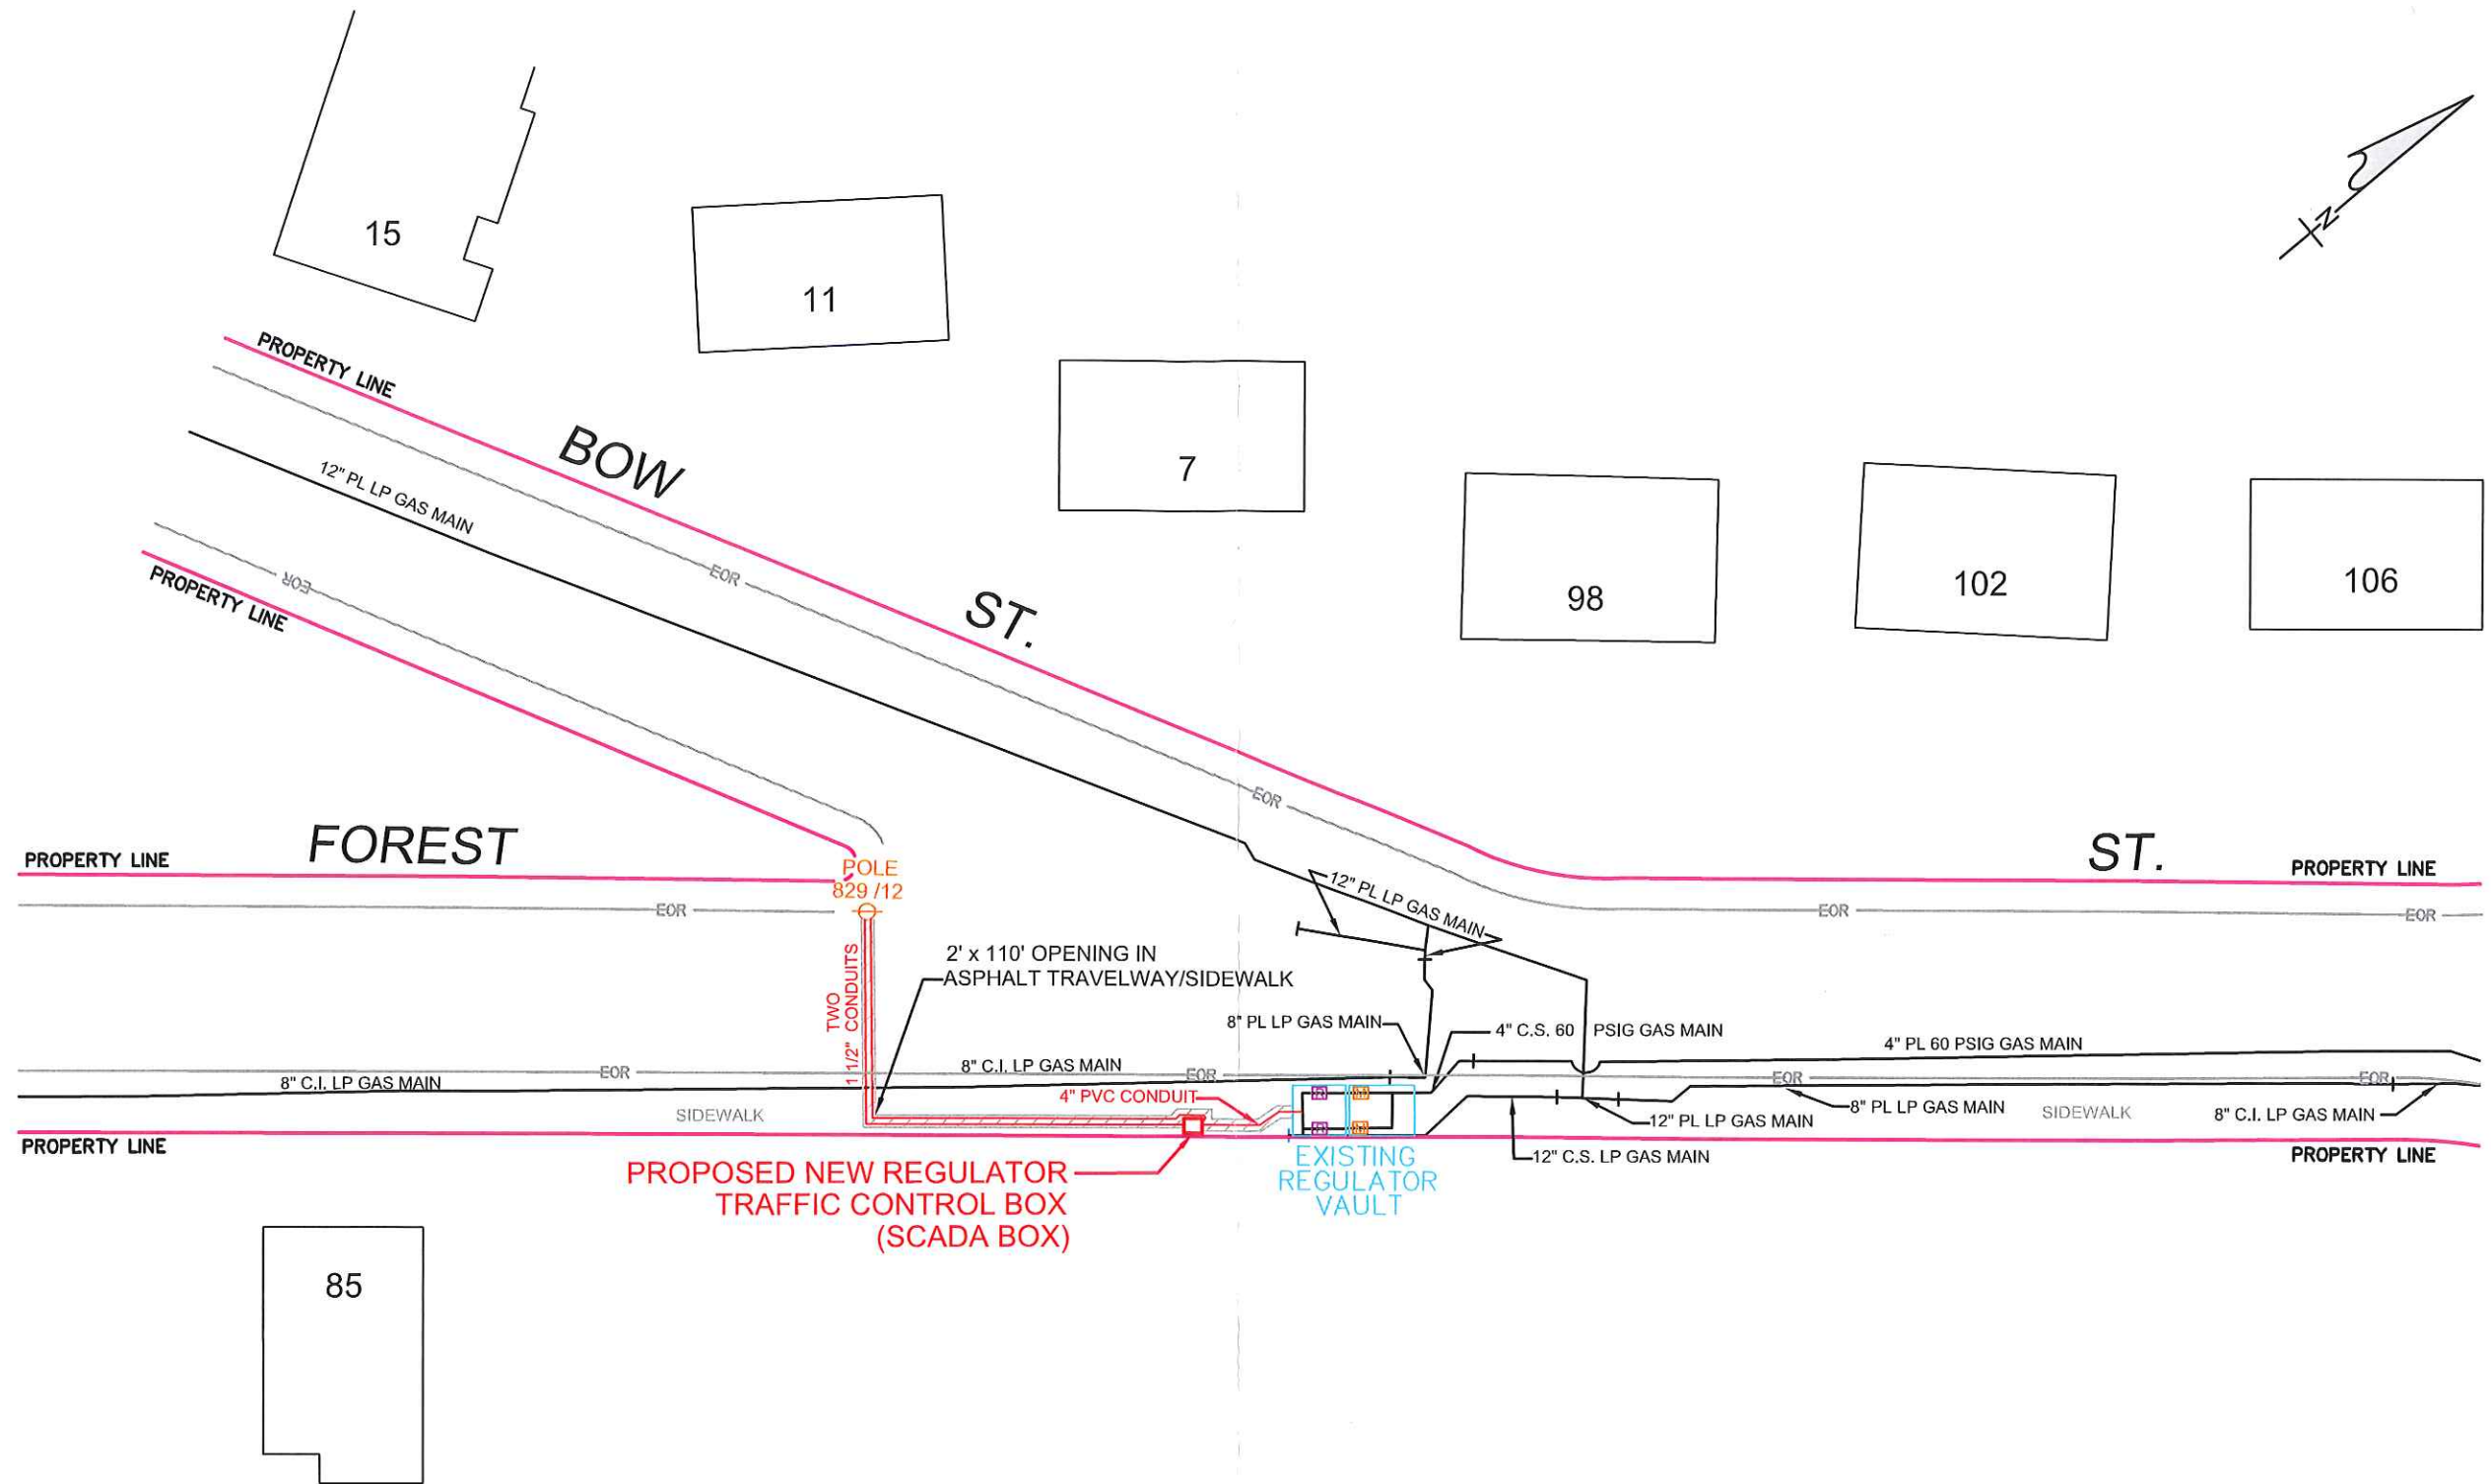 15
11
7
98
102
106
N
PROPERTY LINE
BOW
ST.
12" PL LP GAS MAIN
EOR
EOR
EOR
PROPERTY LINE
FOREST
ST.
PROPERTY LINE
PROPERTY LINE
POLE
829 /12
EOR
EOR
EOR
12" PL LP GAS MAIN
2' x 110' OPENING IN
ASPHALT TRAVELWAY/SIDEWALK
TWO
1 1/2" CONDUITS
8" PL LP GAS MAIN
4" C.S. 60 PSIG GAS MAIN
4" PL 60 PSIG GAS MAIN
8" C.I. LP GAS MAIN
8" C.I. LP GAS MAIN
EOR
EOR
EOR
EOR
4" PVC CONDUIT
SIDEWALK
12" PL LP GAS MAIN
8" PL LP GAS MAIN
SIDEWALK
8" C.I. LP GAS MAIN
PROPERTY LINE
12" C.S. LP GAS MAIN
PROPERTY LINE
PROPOSED NEW REGULATOR
TRAFFIC CONTROL BOX
(SCADA BOX)
EXISTING
REGULATOR
VAULT
85